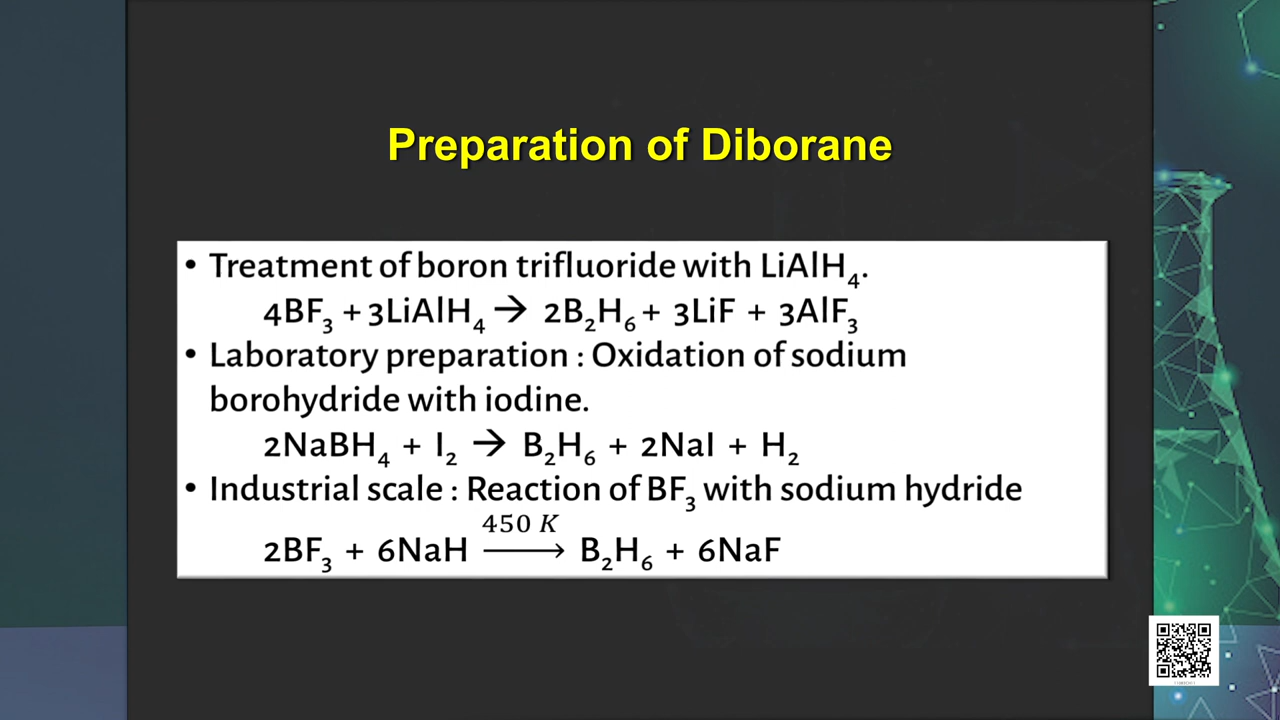 Preparation of Diborane
• Treatment of boron trifluoride with LiAlH₄.
4BF₃ + 3LiAlH₄ → 2B₂H₆ + 3LiF + 3AlF₃
• Laboratory preparation : Oxidation of sodium
borohydride with iodine.
2NaBH₄ + I₂ → B₂H₆ + 2NaI + H₂
• Industrial scale : Reaction of BF₃ with sodium hydride
450 K
2BF₃ + 6NaH ⟶ B₂H₆ + 6NaF